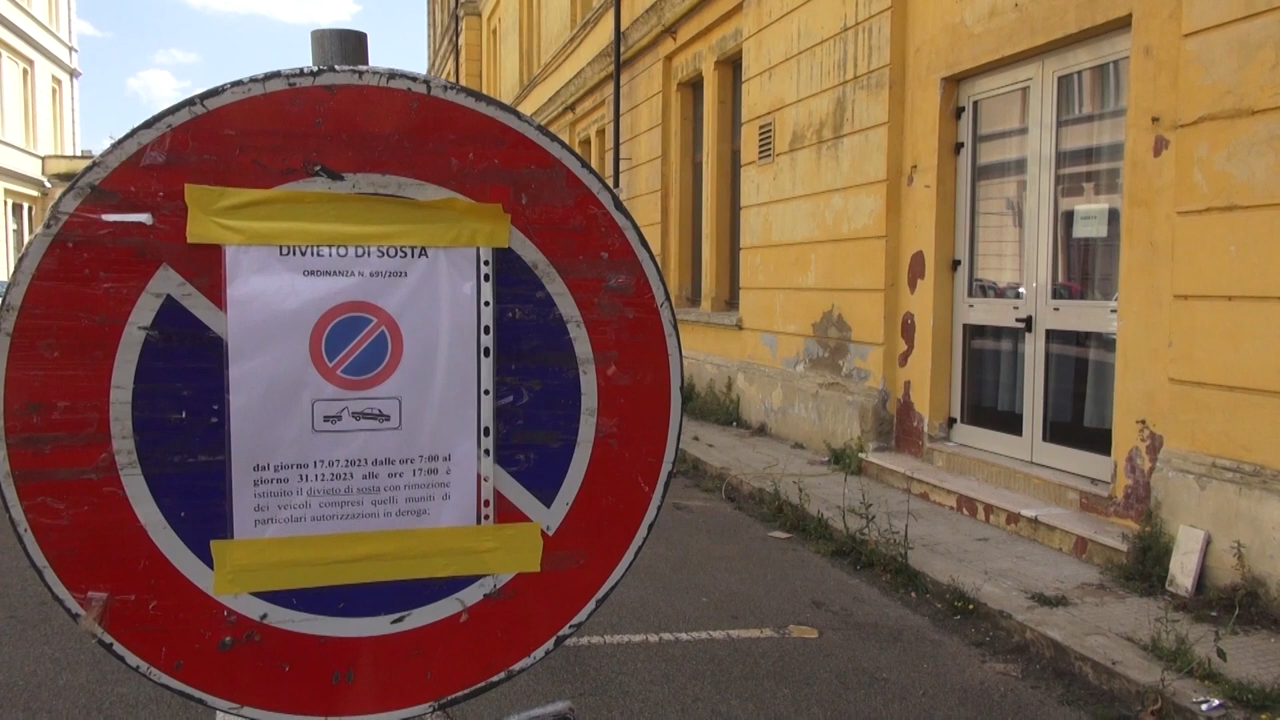 DIVIETO DI SOSTA
ORDINANZA N. 691/2023
dal giorno 17.07.2023 dalle ore 7:00 al
giorno 31.12.2023 alle ore 17:00 è
istituito il divieto di sosta con rimozione
dei veicoli compresi quelli muniti di
particolari autorizzazioni in deroga;